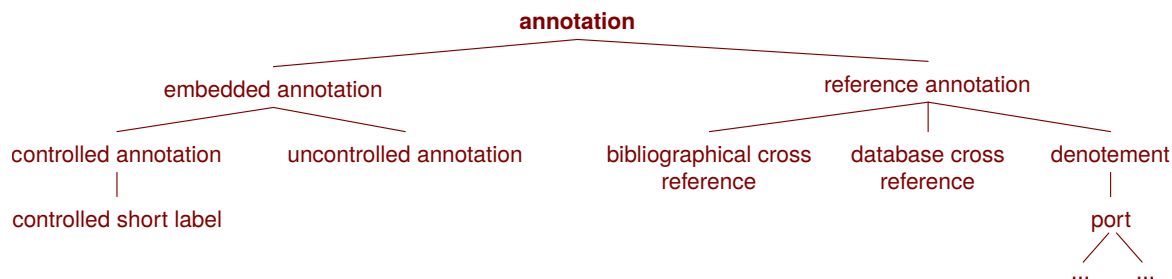 annotation
embedded annotation
reference annotation
controlled annotation
uncontrolled annotation
bibliographical cross
reference
database cross
reference
denotement
controlled short label
port
... ...